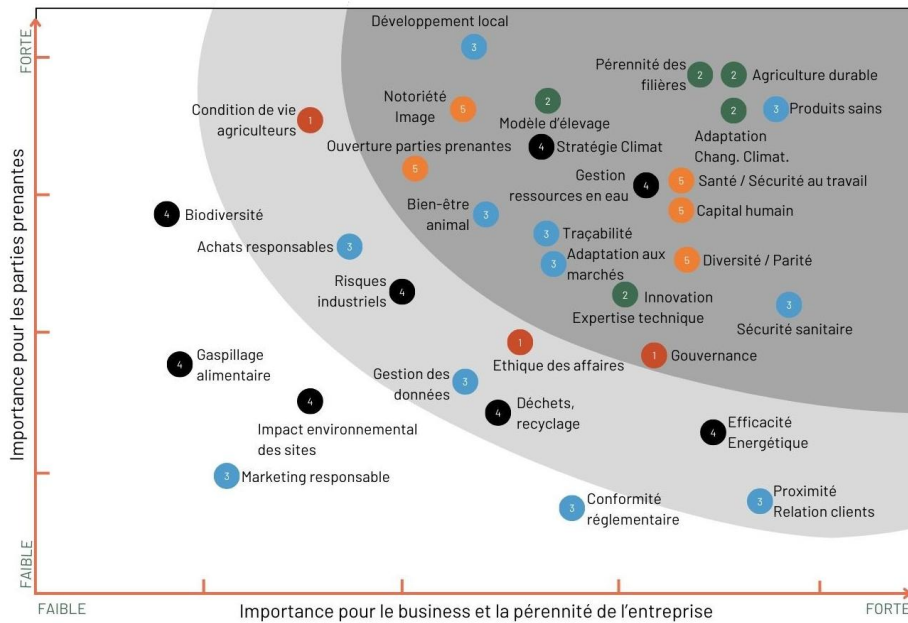 Développement local
3
FORTE
Pérennité des
filières
2
2
Agriculture durable
Notoriété
Image
5
2
Modèle d'élevage
2
3
Produits sains
Adaptation
Chang. Climat.
Condition de vie
agriculteurs
1
Ouverture parties prenantes
5
4
Stratégie Climat
Gestion
ressources en eau
4
5
Santé / Sécurité au travail
5
Capital humain
4
Biodiversité
Bien-être
animal
3
Achats responsables
3
3
Traçabilité
3
Adaptation aux
marchés
5
Diversité / Parité
Risques
industriels
4
2
Innovation
Expertise technique
3
Sécurité sanitaire
1
Ethique des affaires
1
Gouvernance
4
Gaspillage
alimentaire
Gestion des
données
3
4
Impact environnemental
des sites
4
Déchets,
recyclage
4
Efficacité
Energétique
3
Marketing responsable
3
Conformité
réglementaire
3
Proximité
Relation clients
Importance pour les parties prenantes
FAIBLE
FAIBLE
Importance pour le business et la pérennité de l'entreprise
FORTE